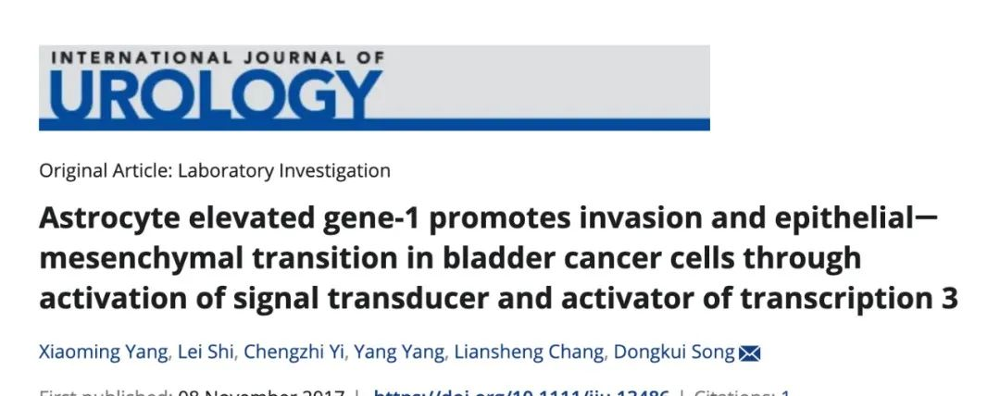 INTERNATIONAL JOURNAL OF
UROLOGY
Original Article: Laboratory Investigation
Astrocyte elevated gene-1 promotes invasion and epithelial–
mesenchymal transition in bladder cancer cells through
activation of signal transducer and activator of transcription 3
Xiaoming Yang, Lei Shi, Chengzhi Yi, Yang Yang, Liansheng Chang, Dongkui Song
First published: 08 November 2017 | https://doi.org/10.1111/iju.13486 | Citations: 1